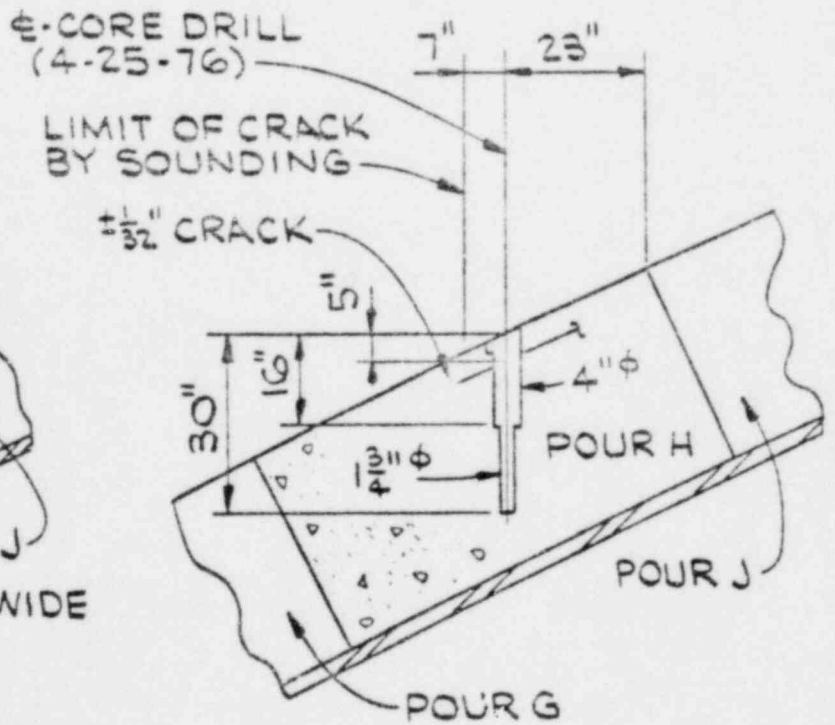 ℄-CORE DRILL
(4-25-76)
7"
23"
LIMIT OF CRACK
BY SOUNDING
±1/32" CRACK
5"
16"
30"
4"ϕ
1 3/4"ϕ
POUR H
J
WIDE
POUR J
POUR G